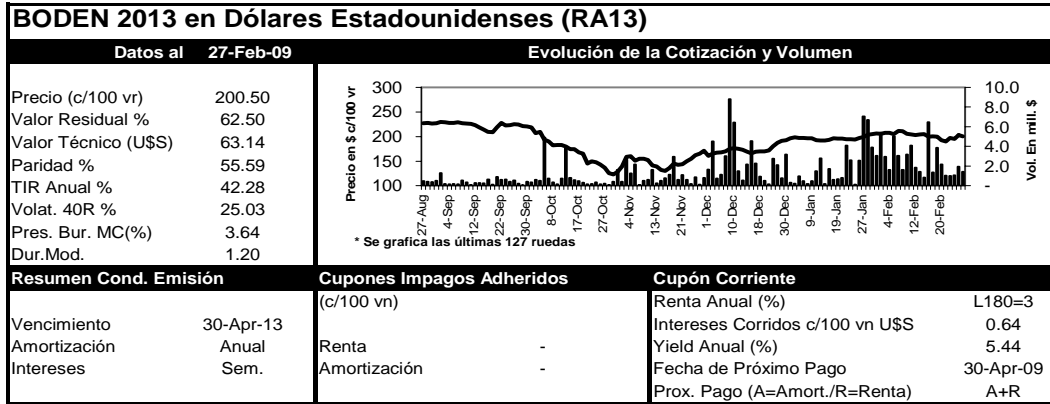 BODEN 2013 en Dólares Estadounidenses (RA13)
Datos al 27-Feb-09
Evolución de la Cotización y Volumen
Precio (c/100 vr) 200.50
Valor Residual % 62.50
Valor Técnico (U$S) 63.14
Paridad % 55.59
TIR Anual % 42.28
Volat. 40R % 25.03
Pres. Bur. MC(%) 3.64
Dur.Mod. 1.20
Precio en $ c/100 vr
300
250
200
150
100
10.0
8.0
6.0
4.0
2.0
-
Vol. En mill. $
27-Aug 4-Sep 12-Sep 22-Sep 30-Sep 8-Oct 17-Oct 27-Oct 4-Nov 13-Nov 21-Nov 1-Dec 10-Dec 18-Dec 30-Dec 9-Jan 19-Jan 27-Jan 4-Feb 12-Feb 20-Feb
* Se grafica las últimas 127 ruedas
Resumen Cond. Emisión
Vencimiento 30-Apr-13
Amortización Anual
Intereses Sem.
Cupones Impagos Adheridos
(c/100 vn)
Renta -
Amortización -
Cupón Corriente
Renta Anual (%) L180=3
Intereses Corridos c/100 vn U$S 0.64
Yield Anual (%) 5.44
Fecha de Próximo Pago 30-Apr-09
Prox. Pago (A=Amort./R=Renta) A+R